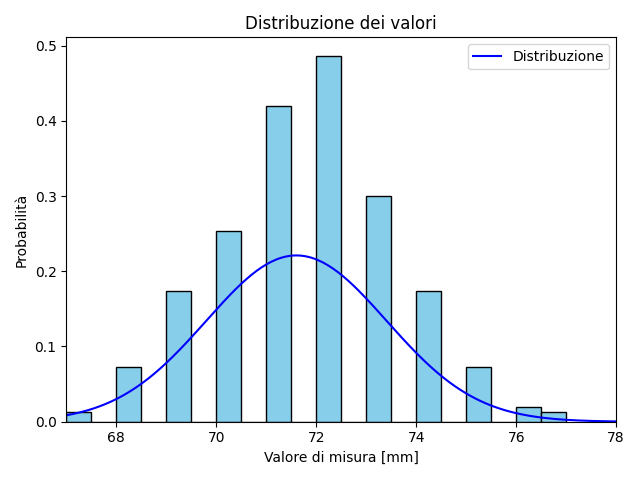 Distribuzione dei valori
Distribuzione
Probabilità
0.5
0.4
0.3
0.2
0.1
0.0
68 70 72 74 76 78
Valore di misura [mm]